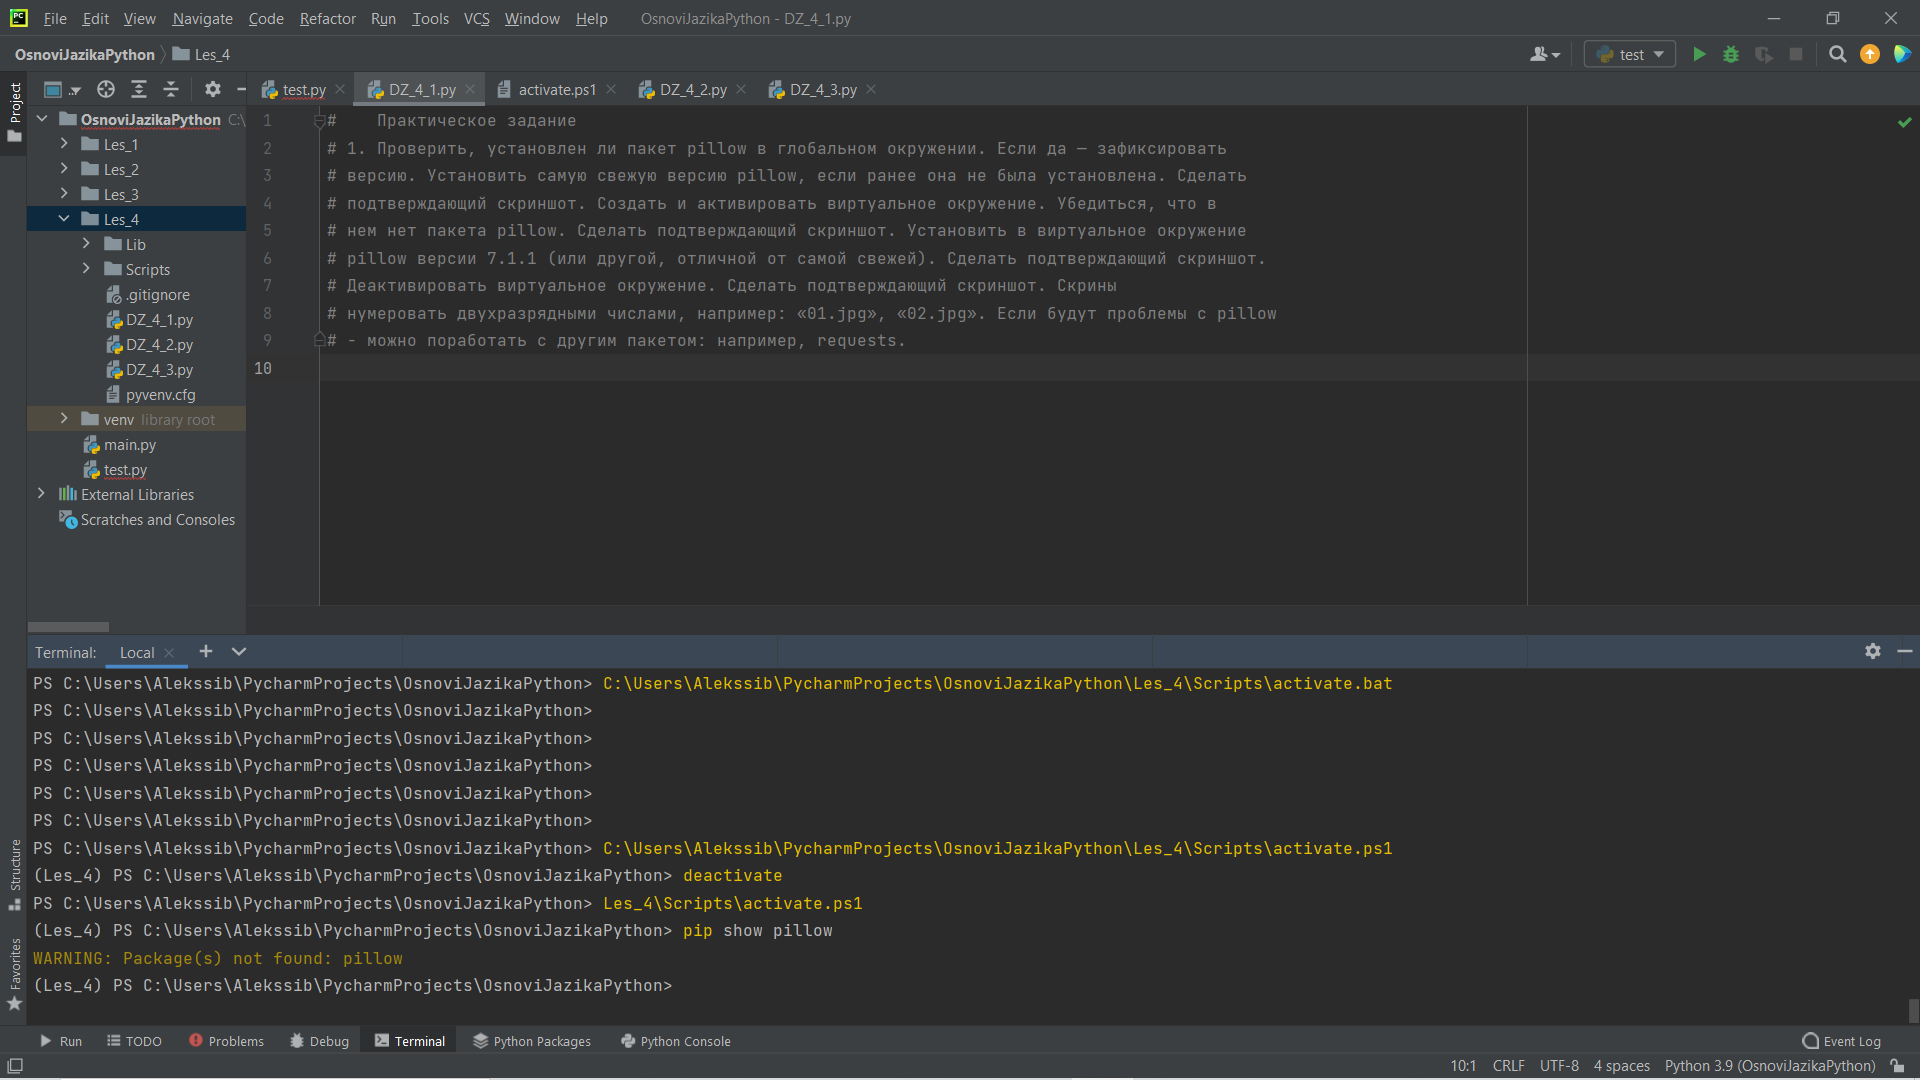 File Edit View Navigate Code Refactor Run Tools VCS Window Help OsnoviJazikaPython - DZ_4_1.py
OsnoviJazikaPython Les_4 test
Project
test.py DZ_4_1.py activate.ps1 DZ_4_2.py DZ_4_3.py
OsnoviJazikaPython C:\
Les_1
Les_2
Les_3
Les_4
Lib
Scripts
.gitignore
DZ_4_1.py
DZ_4_2.py
DZ_4_3.py
pyvenv.cfg
venv library root
main.py
test.py
External Libraries
Scratches and Consoles
1 # Практическое задание
2 # 1. Проверить, установлен ли пакет pillow в глобальном окружении. Если да — зафиксировать
3 # версию. Установить самую свежую версию pillow, если ранее она не была установлена. Сделать
4 # подтверждающий скриншот. Создать и активировать виртуальное окружение. Убедиться, что в
5 # нем нет пакета pillow. Сделать подтверждающий скриншот. Установить в виртуальное окружение
6 # pillow версии 7.1.1 (или другой, отличной от самой свежей). Сделать подтверждающий скриншот.
7 # Деактивировать виртуальное окружение. Сделать подтверждающий скриншот. Скрины
8 # нумеровать двухразрядными числами, например: «01.jpg», «02.jpg». Если будут проблемы с pillow
9 # - можно поработать с другим пакетом: например, requests.
10
Terminal: Local
PS C:\Users\Alekssib\PycharmProjects\OsnoviJazikaPython> C:\Users\Alekssib\PycharmProjects\OsnoviJazikaPython\Les_4\Scripts\activate.bat
PS C:\Users\Alekssib\PycharmProjects\OsnoviJazikaPython>
PS C:\Users\Alekssib\PycharmProjects\OsnoviJazikaPython>
PS C:\Users\Alekssib\PycharmProjects\OsnoviJazikaPython>
PS C:\Users\Alekssib\PycharmProjects\OsnoviJazikaPython>
PS C:\Users\Alekssib\PycharmProjects\OsnoviJazikaPython>
PS C:\Users\Alekssib\PycharmProjects\OsnoviJazikaPython> C:\Users\Alekssib\PycharmProjects\OsnoviJazikaPython\Les_4\Scripts\activate.ps1
(Les_4) PS C:\Users\Alekssib\PycharmProjects\OsnoviJazikaPython> deactivate
PS C:\Users\Alekssib\PycharmProjects\OsnoviJazikaPython> Les_4\Scripts\activate.ps1
(Les_4) PS C:\Users\Alekssib\PycharmProjects\OsnoviJazikaPython> pip show pillow
WARNING: Package(s) not found: pillow
(Les_4) PS C:\Users\Alekssib\PycharmProjects\OsnoviJazikaPython>
Structure
Favorites
Run TODO Problems Debug Terminal Python Packages Python Console Event Log
10:1 CRLF UTF-8 4 spaces Python 3.9 (OsnoviJazikaPython)